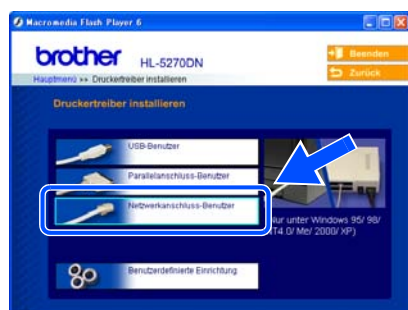 Macromedia Flash Player 6
brother HL-5270DN
Beenden
Zurück
Hauptmenü >> Druckertreiber installieren
Druckertreiber installieren
USB-Benutzer
Parallelanschluss-Benutzer
Netzwerkanschluss-Benutzer
nur unter Windows 95/ 98/
NT4.0/ Me/ 2000/ XP)
Benutzerdefinierte Einrichtung